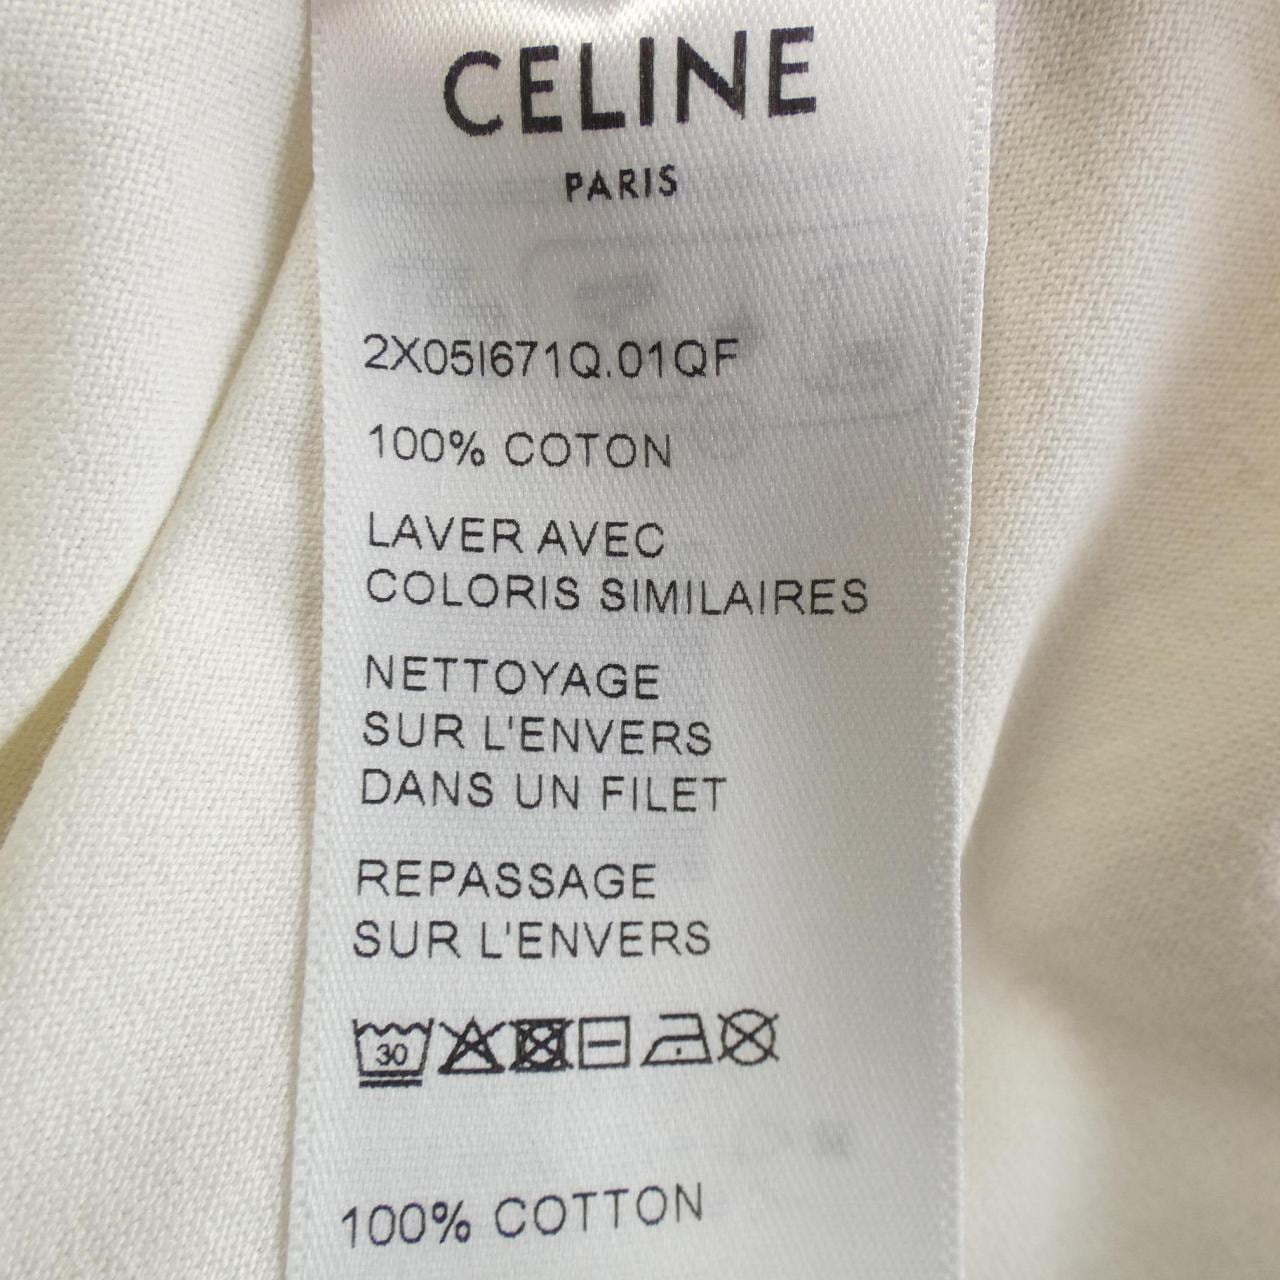 CELINE
PARIS
2X05I671Q.01QF
100% COTON
LAVER AVEC
COLORIS SIMILAIRES
NETTOYAGE
SUR L'ENVERS
DANS UN FILET
REPASSAGE
SUR L'ENVERS
30
100% COTTON